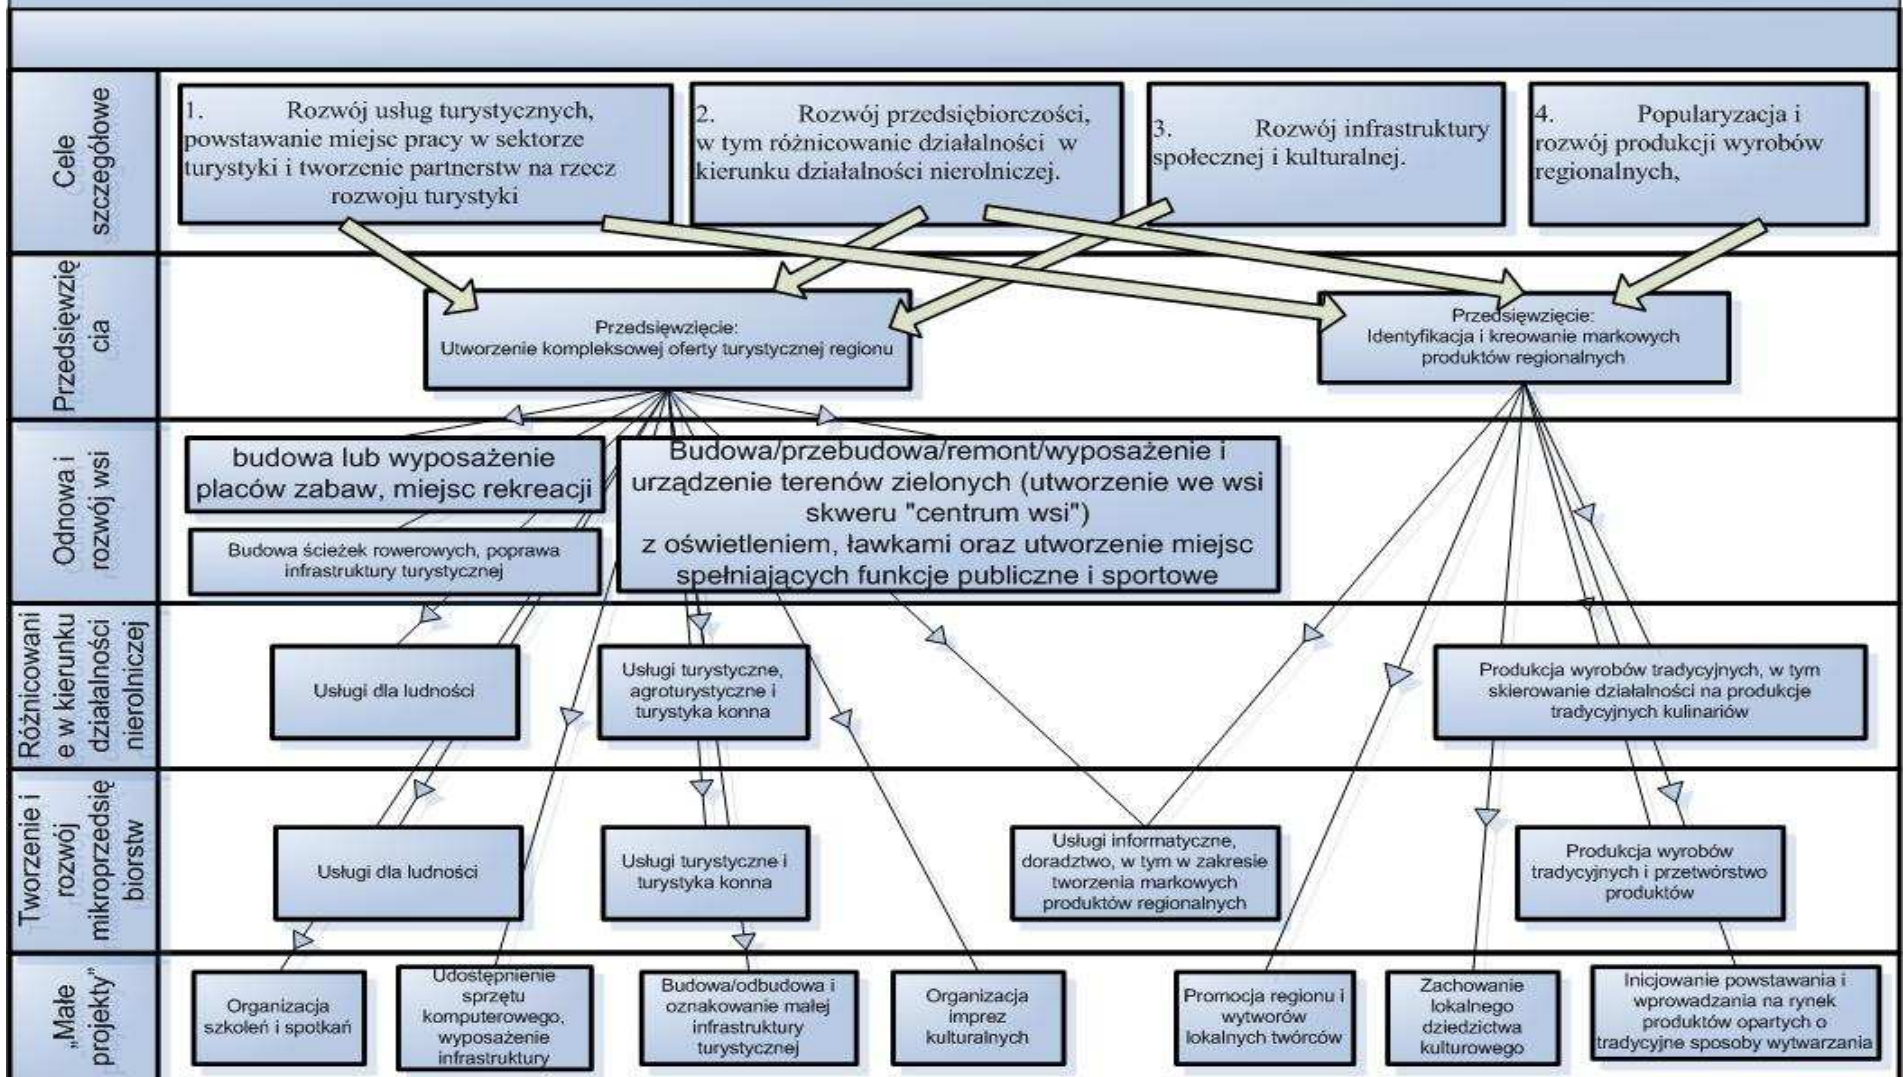 Cele
szczegółowe
1. Rozwój usług turystycznych,
powstawanie miejsc pracy w sektorze
turystyki i tworzenie partnerstw na rzecz
rozwoju turystyki
2. Rozwój przedsiębiorczości,
w tym różnicowanie działalności w
kierunku działalności nierolniczej.
3. Rozwój infrastruktury
społecznej i kulturalnej.
4. Popularyzacja i
rozwój produkcji wyrobów
regionalnych,
Przedsięwzię
cia
Przedsięwzięcie:
Utworzenie kompleksowej oferty turystycznej regionu
Przedsięwzięcie:
Identyfikacja i kreowanie markowych
produktów regionalnych
Odnowa i
rozwój wsi
budowa lub wyposażenie
placów zabaw, miejsc rekreacji
Budowa ścieżek rowerowych, poprawa
infrastruktury turystycznej
Budowa/przebudowa/remont/wyposażenie i
urządzenie terenów zielonych (utworzenie we wsi
skweru "centrum wsi")
z oświetleniem, ławkami oraz utworzenie miejsc
spełniających funkcje publiczne i sportowe
Różnicowani
e w kierunku
działalności
nierolniczej
Usługi dla ludności
Usługi turystyczne,
agroturystyczne i
turystyka konna
Produkcja wyrobów tradycyjnych, w tym
skierowanie działalności na produkcje
tradycyjnych kulinariów
Tworzenie i
rozwój
mikroprzedsię
biorstw
Usługi dla ludności
Usługi turystyczne i
turystyka konna
Usługi informatyczne,
doradztwo, w tym w zakresie
tworzenia markowych
produktów regionalnych
Produkcja wyrobów
tradycyjnych i przetwórstwo
produktów
„Małe
projekty”
Organizacja
szkoleń i spotkań
Udostępnienie
sprzętu
komputerowego,
wyposażenie
infrastruktury
Budowa/odbudowa i
oznakowanie małej
infrastruktury
turystycznej
Organizacja
imprez
kulturalnych
Promocja regionu i
wytworów
lokalnych twórców
Zachowanie
lokalnego
dziedzictwa
kulturowego
Inicjowanie powstawania i
wprowadzania na rynek
produktów opartych o
tradycyjne sposoby wytwarzania